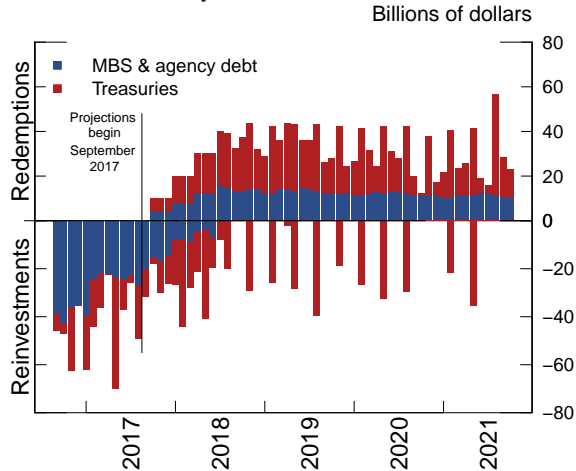 Billions of dollars
MBS & agency debt
Treasuries
Projections
begin
September
2017
Redemptions
Reinvestments
80
60
40
20
0
−20
−40
−60
−80
2017
2018
2019
2020
2021